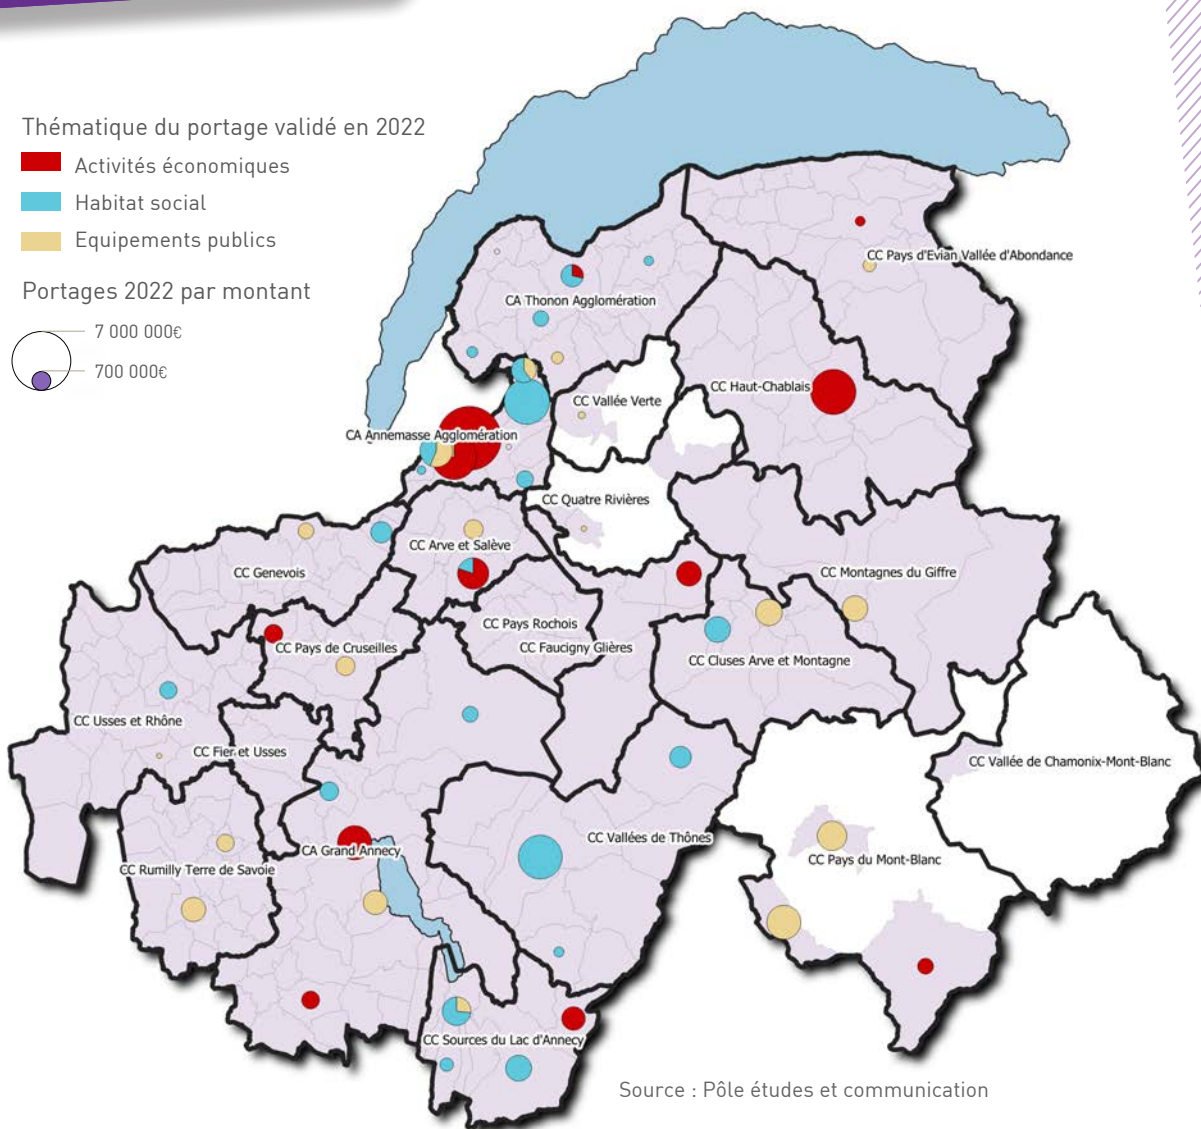 Thématique du portage validé en 2022
Activités économiques
Habitat social
Equipements publics
Portages 2022 par montant
7 000 000€
700 000€
CC Pays d'Evian Vallée d'Abondance
CA Thonon Agglomération
CC Haut-Chablais
CC Vallée Verte
CA Annemasse Agglomération
CC Quatre Rivières
CC Arve et Salève
CC Genevois
CC Montagnes du Giffre
CC Pays Rochois
CC Faucigny Glières
CC Pays de Cruseilles
CC Cluses Arve et Montagne
CC Usses et Rhône
CC Fier et Usses
CC Vallée de Chamonix-Mont-Blanc
CC Vallées de Thônes
CA Grand Annecy
CC Pays du Mont-Blanc
CC Rumilly Terre de Savoie
CC Sources du Lac d'Annecy
Source : Pôle études et communication